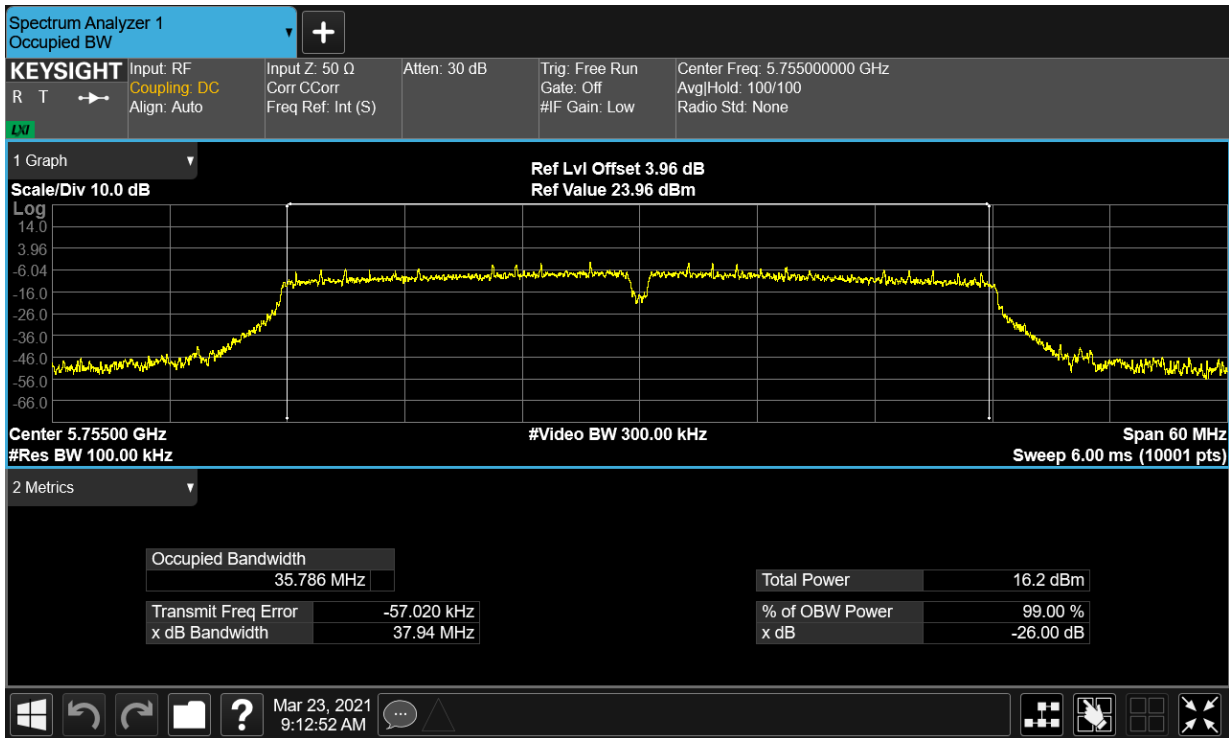 Spectrum Analyzer 1
Occupied BW
KEYSIGHT
R T
LXI
Input: RF
Coupling: DC
Align: Auto
Input Z: 50 Ω
Corr CCorr
Freq Ref: Int (S)
Atten: 30 dB
Trig: Free Run
Gate: Off
#IF Gain: Low
Center Freq: 5.755000000 GHz
Avg|Hold: 100/100
Radio Std: None
1 Graph
Scale/Div 10.0 dB
Ref Lvl Offset 3.96 dB
Ref Value 23.96 dBm
Log
14.0
3.96
-6.04
-16.0
-26.0
-36.0
-46.0
-56.0
-66.0
Center 5.75500 GHz
#Video BW 300.00 kHz
Span 60 MHz
#Res BW 100.00 kHz
Sweep 6.00 ms (10001 pts)
2 Metrics
Occupied Bandwidth
35.786 MHz
Transmit Freq Error -57.020 kHz
x dB Bandwidth 37.94 MHz
Total Power 16.2 dBm
% of OBW Power 99.00 %
x dB -26.00 dB
?
Mar 23, 2021
9:12:52 AM